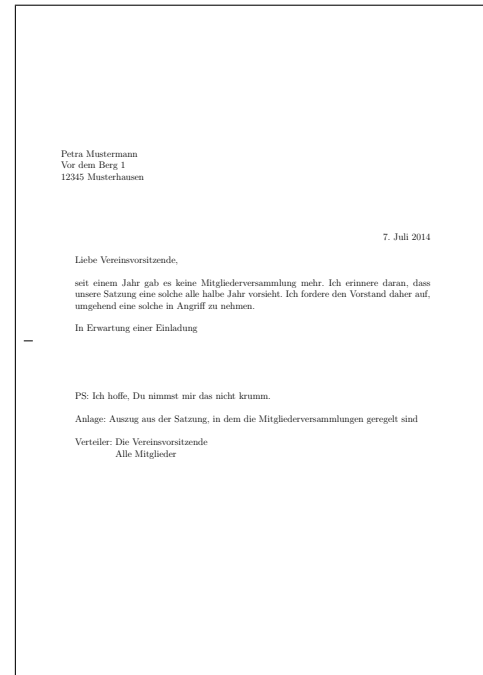 Petra Mustermann
Vor dem Berg 1
12345 Musterhausen
7. Juli 2014
Liebe Vereinsvorsitzende,
seit einem Jahr gab es keine Mitgliederversammlung mehr. Ich erinnere daran, dass
unsere Satzung eine solche alle halbe Jahr vorsieht. Ich fordere den Vorstand daher auf,
umgehend eine solche in Angriff zu nehmen.
In Erwartung einer Einladung
PS: Ich hoffe, Du nimmst mir das nicht krumm.
Anlage: Auszug aus der Satzung, in dem die Mitgliederversammlungen geregelt sind
Verteiler: Die Vereinsvorsitzende
Alle Mitglieder